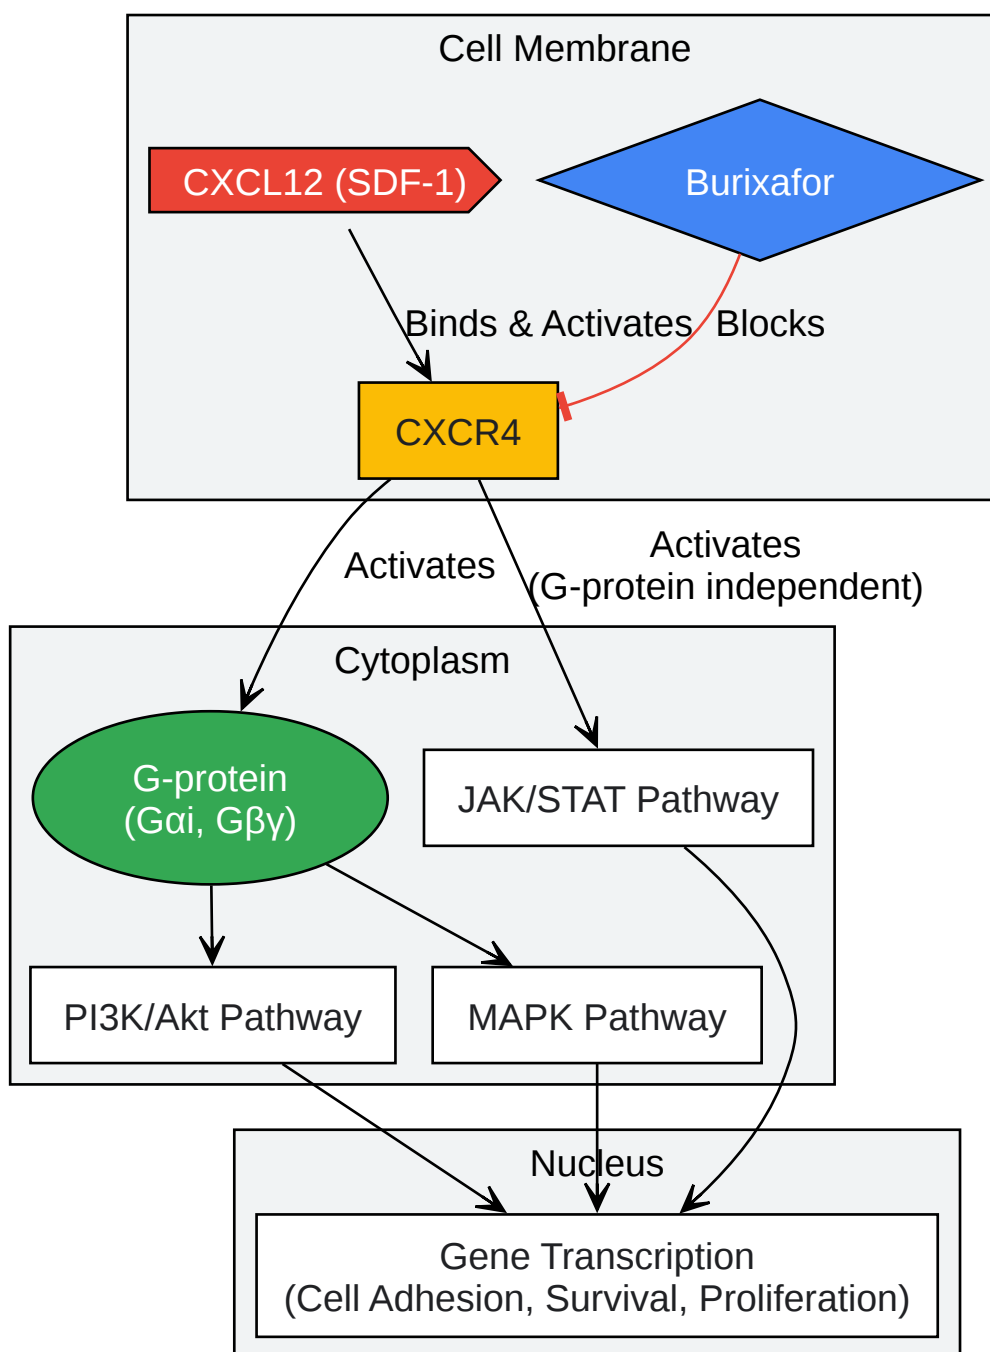 Cell Membrane
CXCL12 (SDF-1)
Burixafor
Binds & Activates
Blocks
CXCR4
Activates
Activates
(G-protein independent)
Cytoplasm
G-protein
(Gαi, Gβγ)
JAK/STAT Pathway
PI3K/Akt Pathway
MAPK Pathway
Nucleus
Gene Transcription
(Cell Adhesion, Survival, Proliferation)